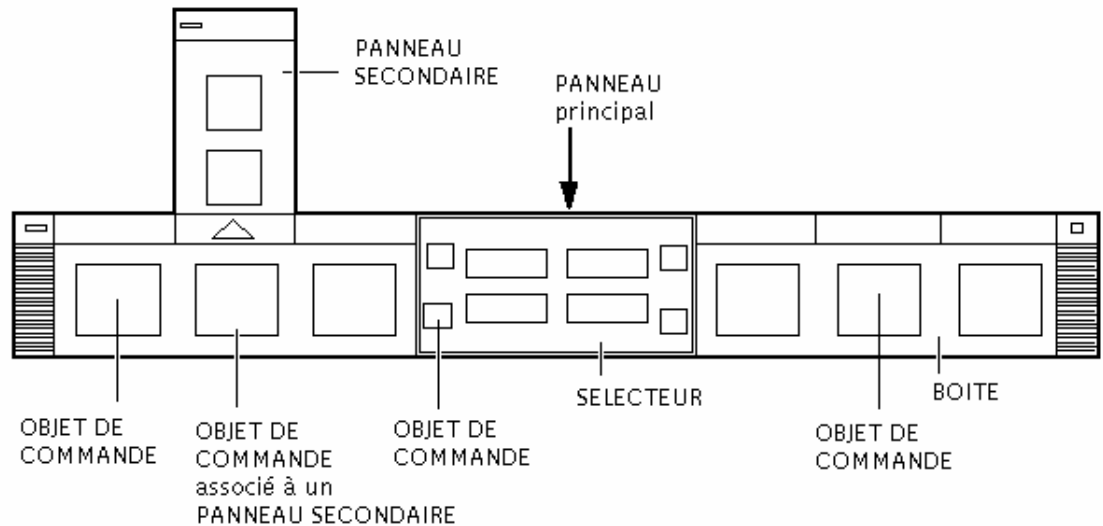 PANNEAU
SECONDAIRE
PANNEAU
principal
SELECTEUR
BOITE
OBJET DE
COMMANDE
OBJET DE
COMMANDE
associé à un
PANNEAU SECONDAIRE
OBJET DE
COMMANDE
OBJET DE
COMMANDE